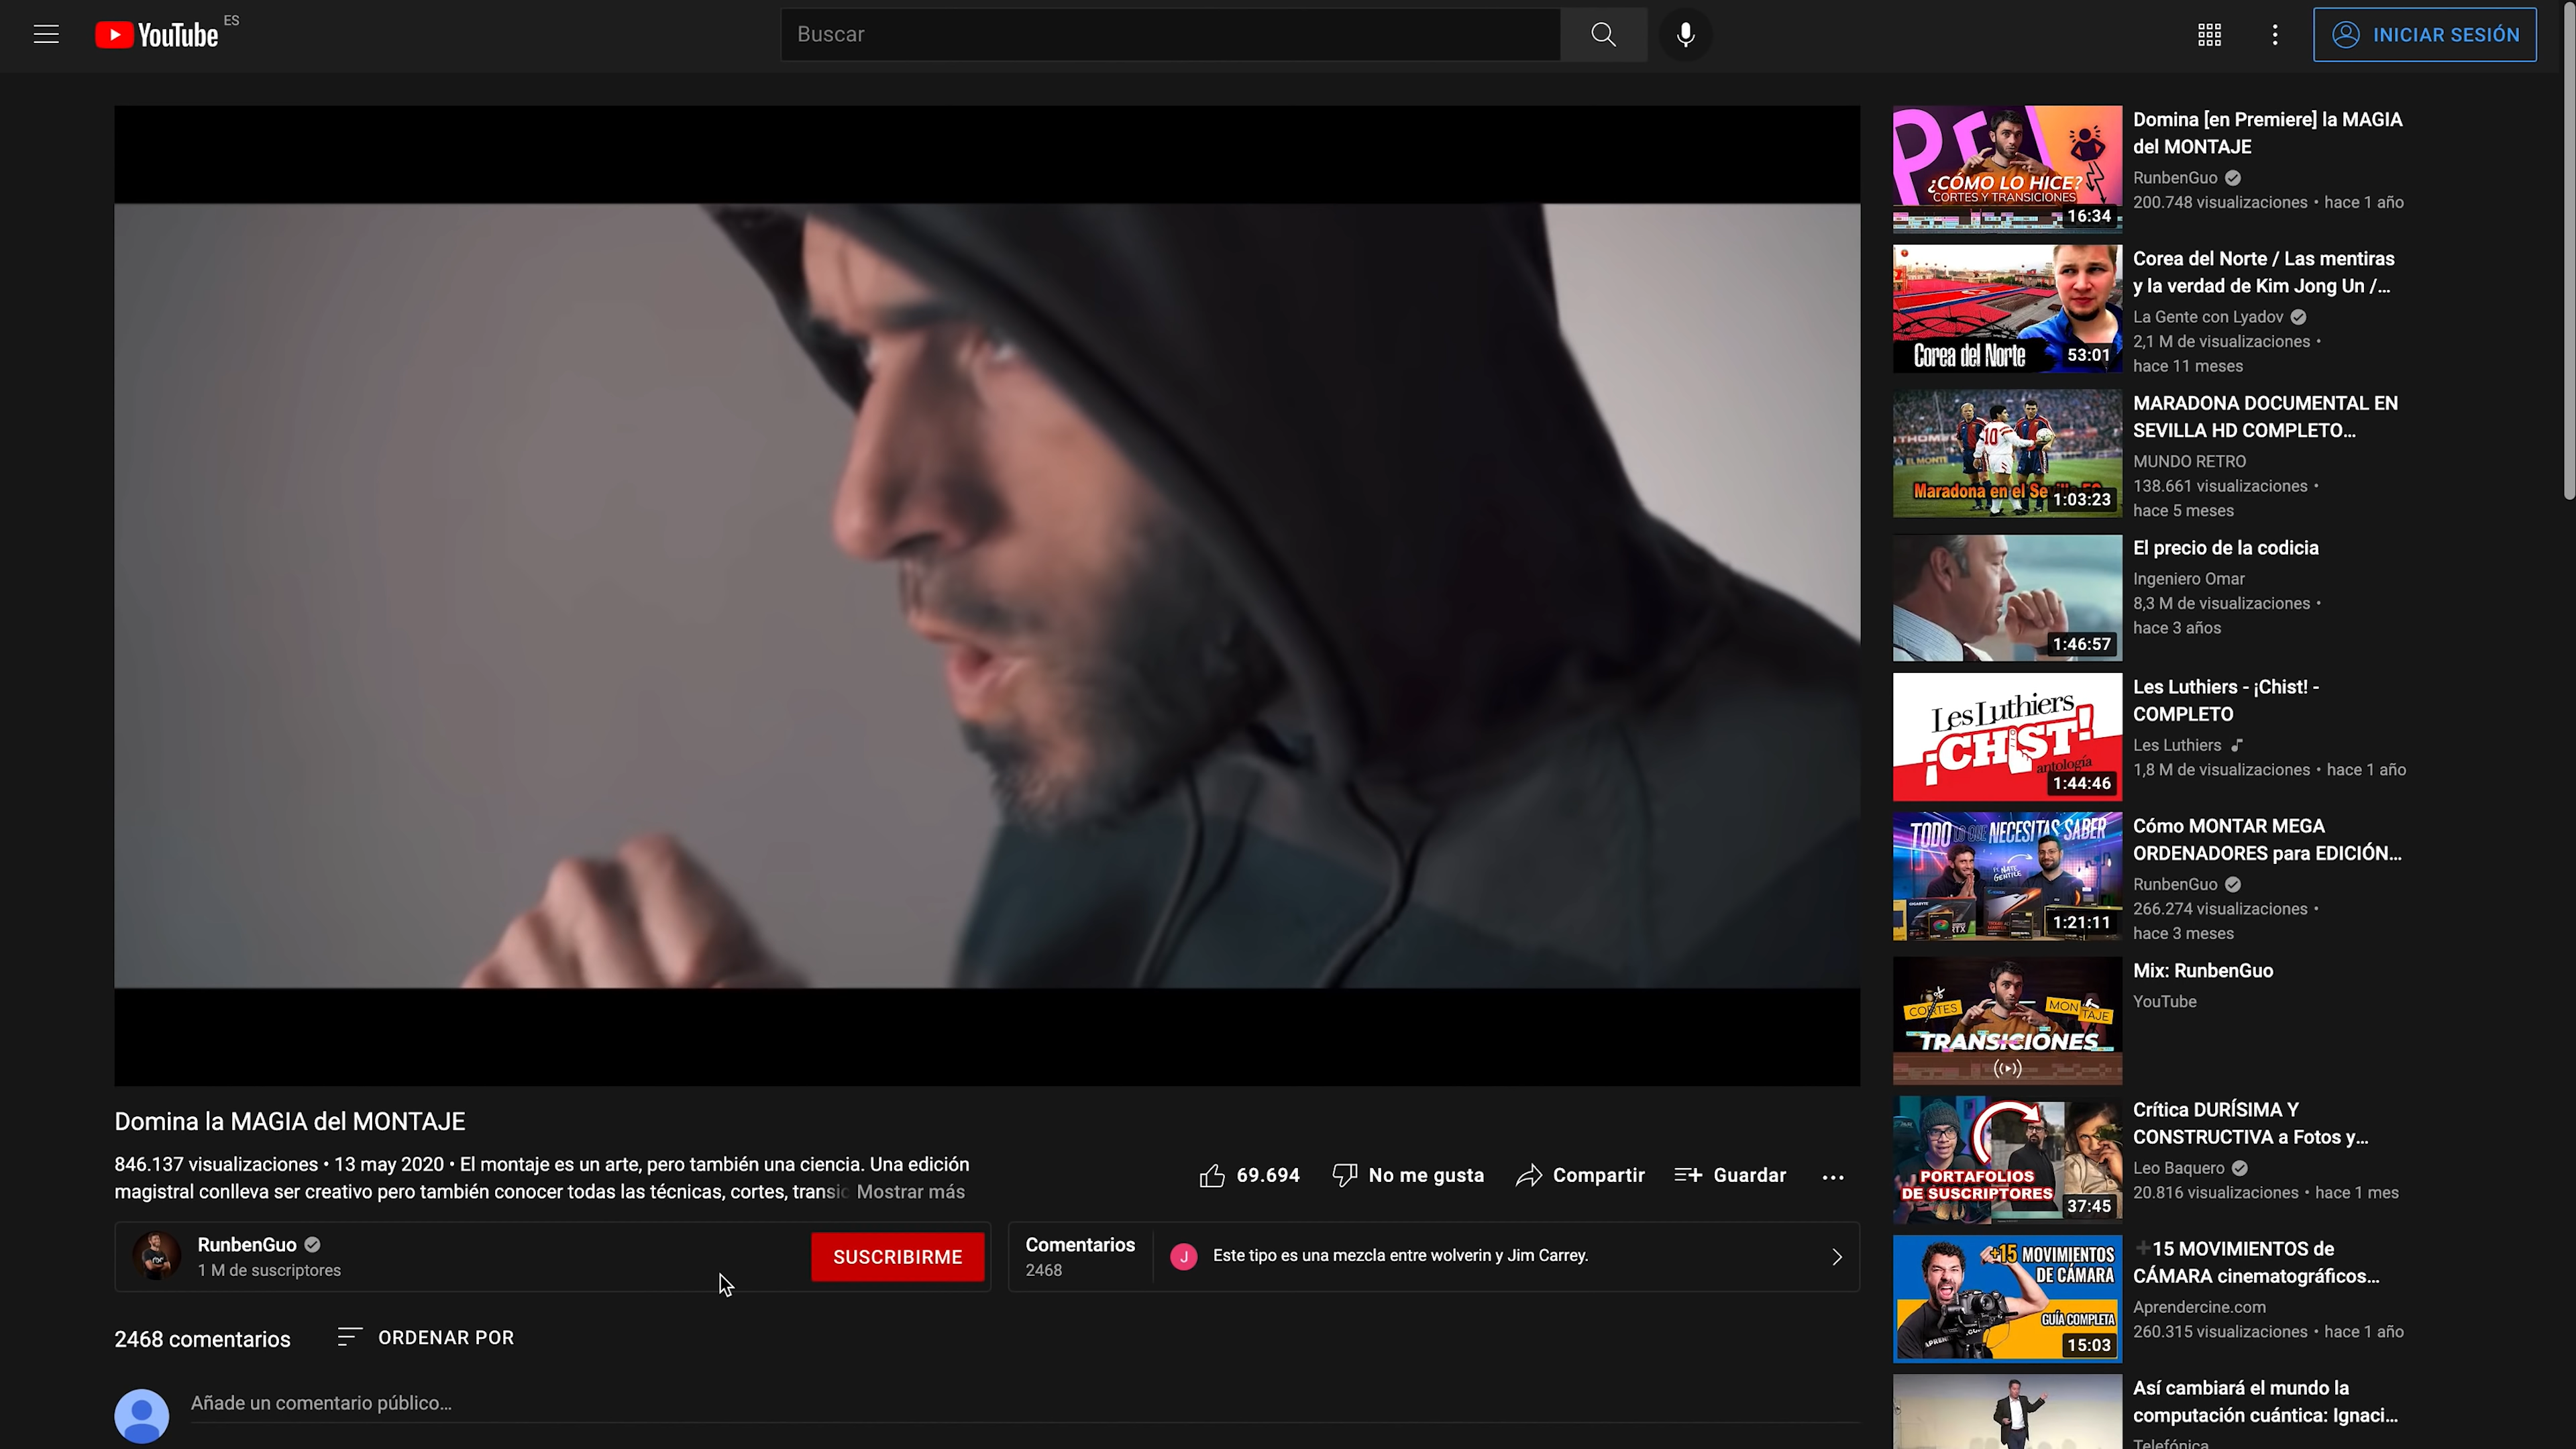 YouTube ES
Buscar
INICIAR SESIÓN
Domina la MAGIA del MONTAJE
846.137 visualizaciones • 13 may 2020 • El montaje es un arte, pero también una ciencia. Una edición
magistral conlleva ser creativo pero también conocer todas las técnicas, cortes, transic Mostrar más
69.694
No me gusta
Compartir
Guardar
RunbenGuo
1 M de suscriptores
SUSCRIBIRME
Comentarios
2468
J
Este tipo es una mezcla entre wolverin y Jim Carrey.
2468 comentarios
ORDENAR POR
Añade un comentario público...
¿CÓMO LO HICE?
CORTES Y TRANSICIONES
16:34
Domina [en Premiere] la MAGIA
del MONTAJE
RunbenGuo
200.748 visualizaciones • hace 1 año
Corea del Norte
53:01
Corea del Norte / Las mentiras
y la verdad de Kim Jong Un /...
La Gente con Lyadov
2,1 M de visualizaciones •
hace 11 meses
10
Maradona en el Se
1:03:23
MARADONA DOCUMENTAL EN
SEVILLA HD COMPLETO...
MUNDO RETRO
138.661 visualizaciones •
hace 5 meses
1:46:57
El precio de la codicia
Ingeniero Omar
8,3 M de visualizaciones •
hace 3 años
Les Luthiers
¡CHIST!
antología
1:44:46
Les Luthiers - ¡Chist! -
COMPLETO
Les Luthiers
1,8 M de visualizaciones • hace 1 año
TODO LO QUE NECESITAS SABER
NATE
GENTILE
1:21:11
Cómo MONTAR MEGA
ORDENADORES para EDICIÓN...
RunbenGuo
266.274 visualizaciones •
hace 3 meses
CORTES
MONTAJE
TRANSICIONES
Mix: RunbenGuo
YouTube
PORTAFOLIOS
DE SUSCRIPTORES
37:45
Crítica DURÍSIMA Y
CONSTRUCTIVA a Fotos y...
Leo Baquero
20.816 visualizaciones • hace 1 mes
+15 MOVIMIENTOS
DE CÁMARA
GUÍA COMPLETA
15:03
+15 MOVIMIENTOS de
CÁMARA cinematográficos...
Aprendercine.com
260.315 visualizaciones • hace 1 año
Así cambiará el mundo la
computación cuántica: Ignaci...
Telefónica